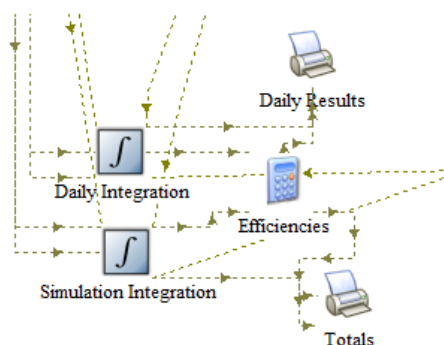 Daily Results
Daily Integration
Efficiencies
Simulation Integration
Totals